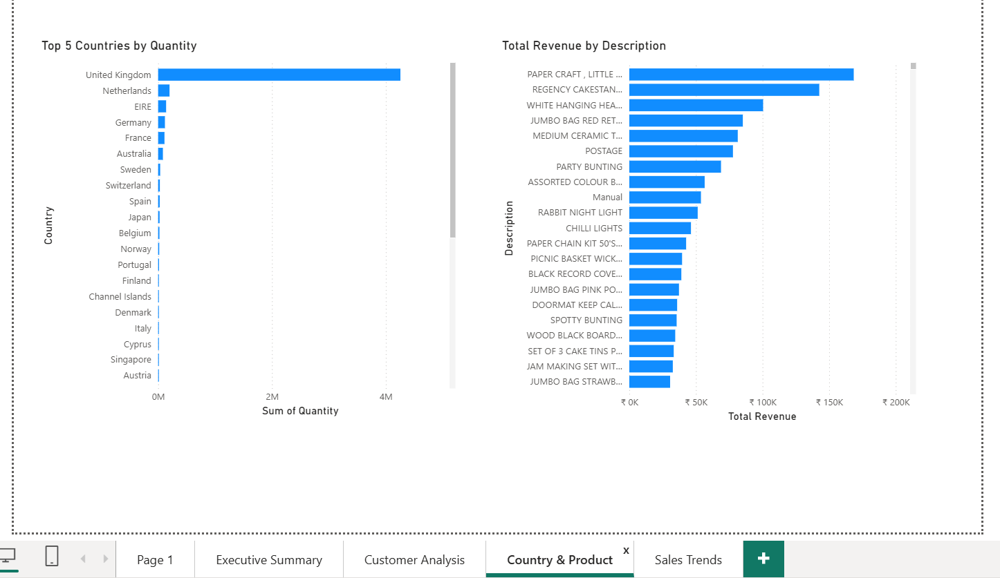 Top 5 Countries by Quantity
Country
United Kingdom
Netherlands
EIRE
Germany
France
Australia
Sweden
Switzerland
Spain
Japan
Belgium
Norway
Portugal
Finland
Channel Islands
Denmark
Italy
Cyprus
Singapore
Austria
0M 2M 4M
Sum of Quantity
Total Revenue by Description
Description
PAPER CRAFT , LITTLE ...
REGENCY CAKESTAN...
WHITE HANGING HEA...
JUMBO BAG RED RET...
MEDIUM CERAMIC T...
POSTAGE
PARTY BUNTING
ASSORTED COLOUR B...
Manual
RABBIT NIGHT LIGHT
CHILLI LIGHTS
PAPER CHAIN KIT 50'S...
PICNIC BASKET WICK...
BLACK RECORD COVE...
JUMBO BAG PINK PO...
DOORMAT KEEP CAL...
SPOTTY BUNTING
WOOD BLACK BOARD...
SET OF 3 CAKE TINS P...
JAM MAKING SET WIT...
JUMBO BAG STRAWB...
₹ 0K ₹ 50K ₹ 100K ₹ 150K ₹ 200K
Total Revenue
Page 1 Executive Summary Customer Analysis Country & Product x Sales Trends +